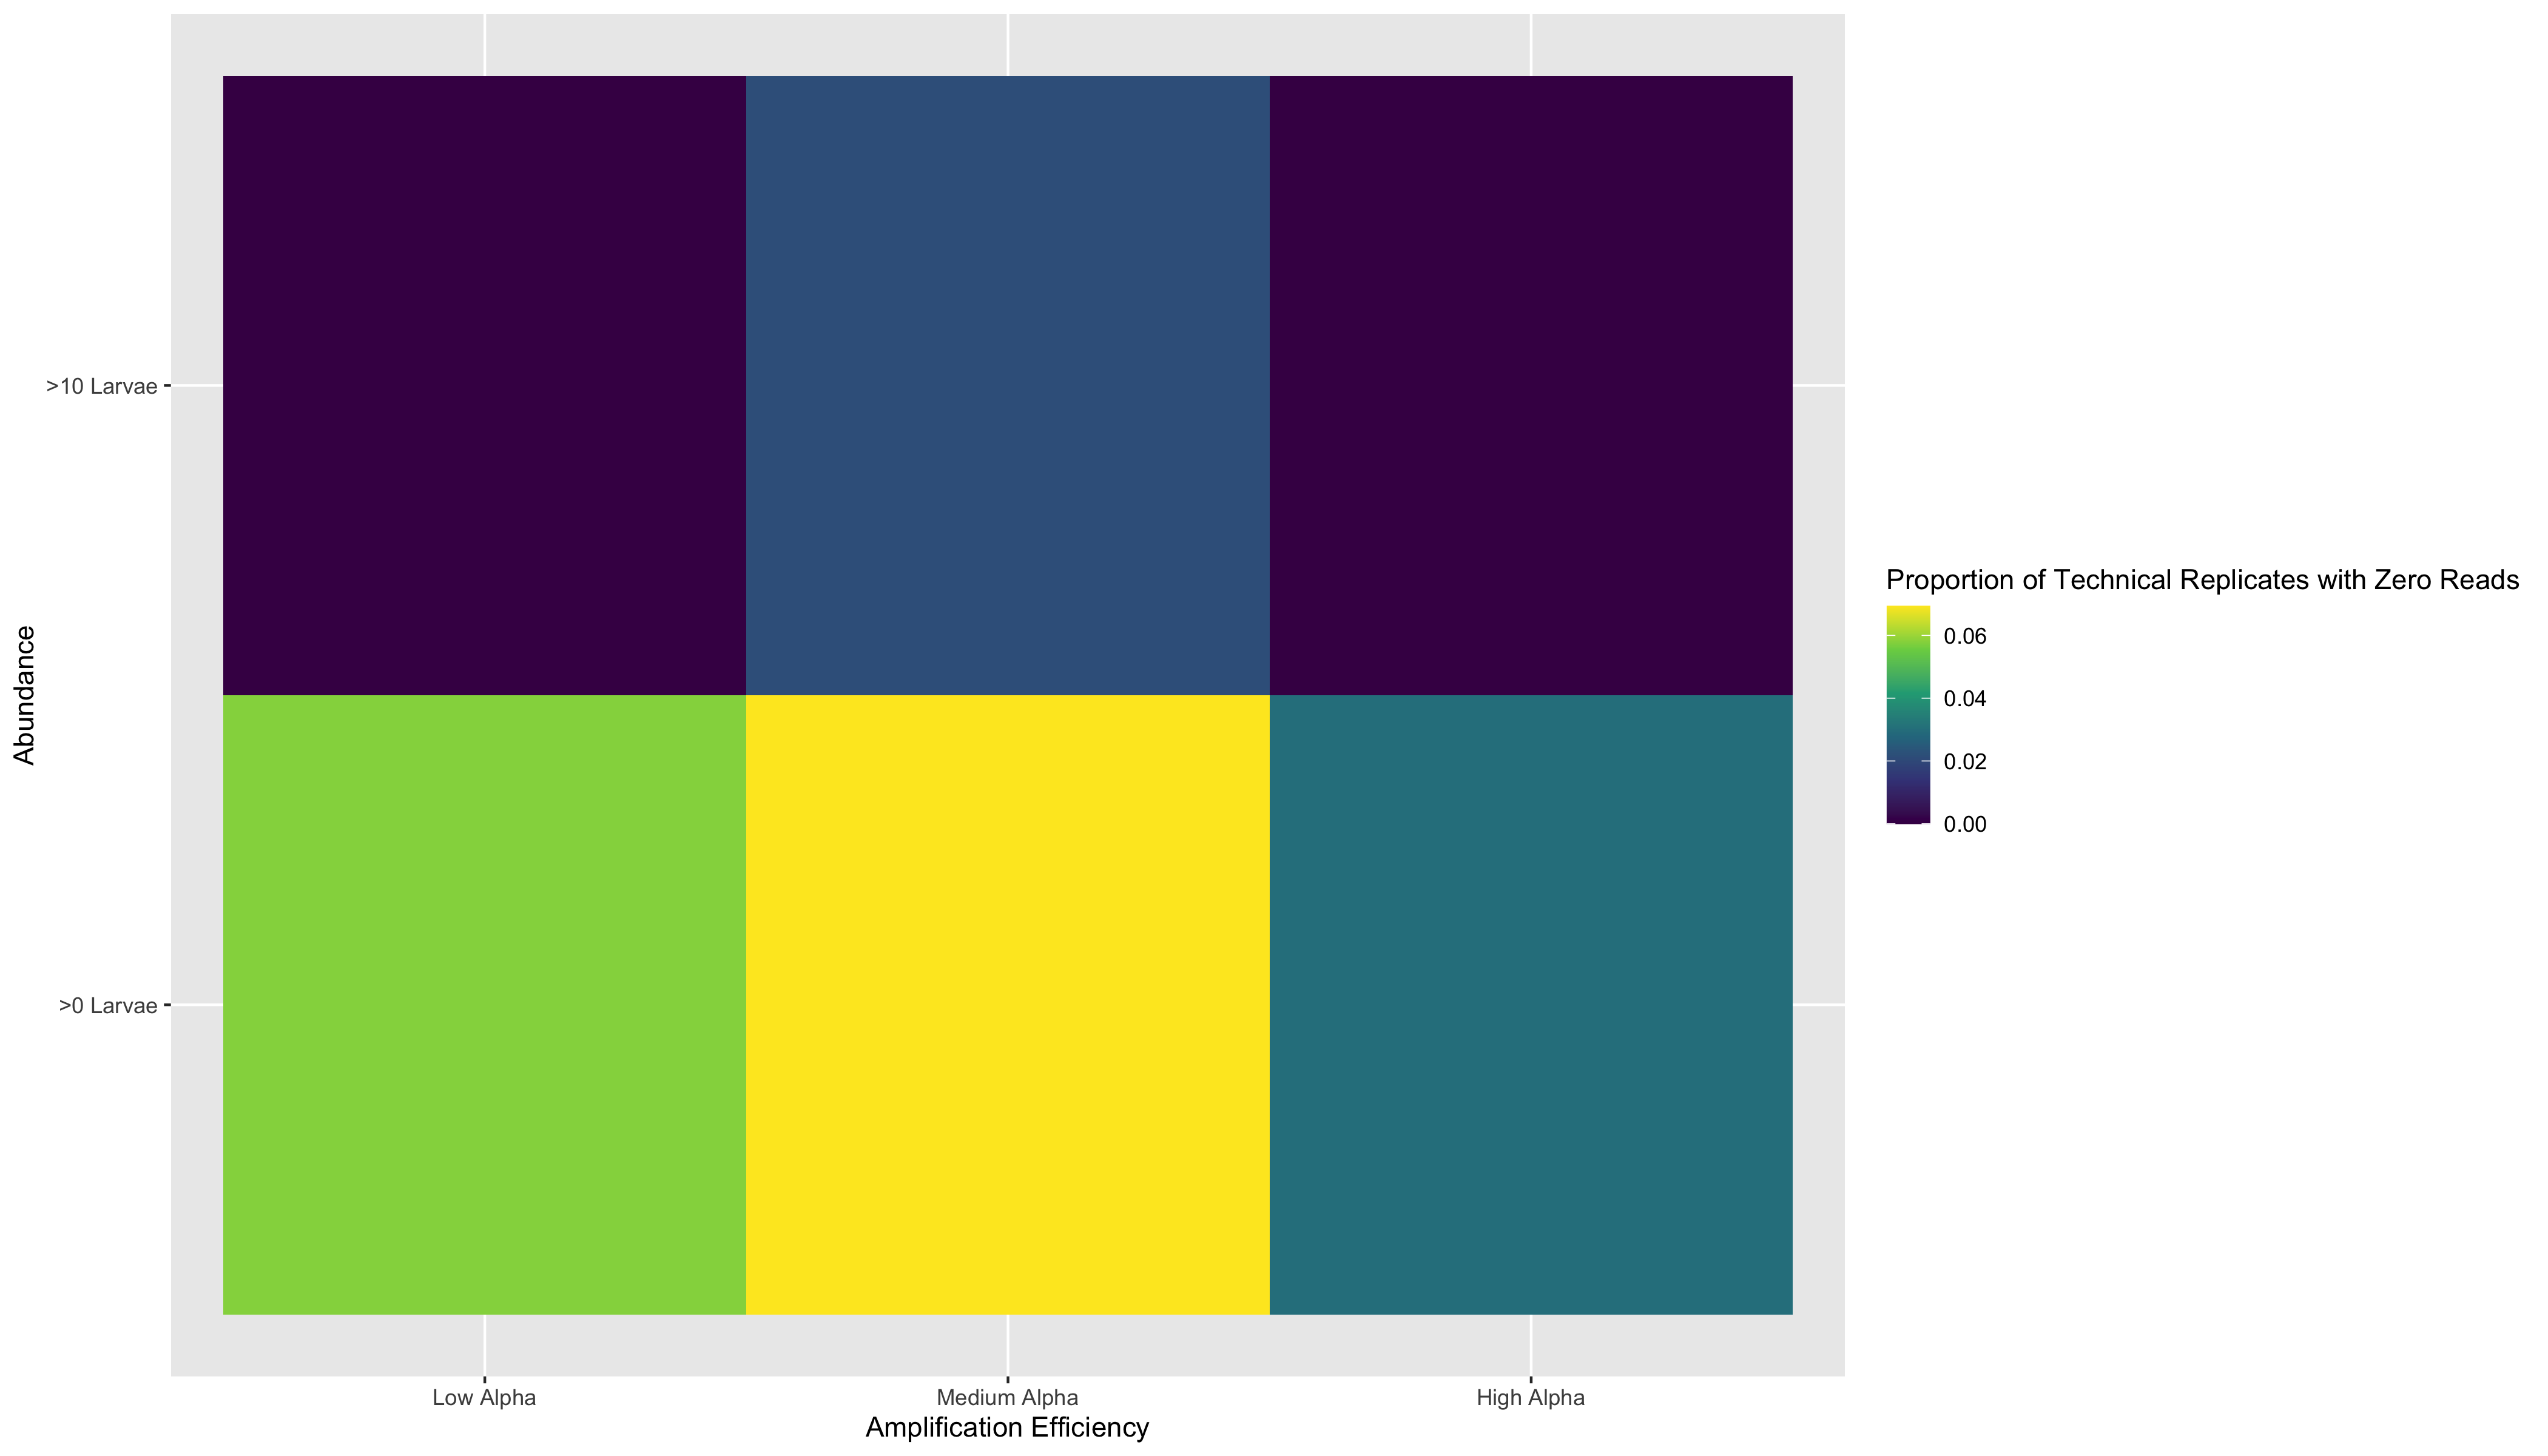 Abundance
>10 Larvae
>0 Larvae
Low Alpha
Medium Alpha
High Alpha
Amplification Efficiency
Proportion of Technical Replicates with Zero Reads
0.06
0.04
0.02
0.00